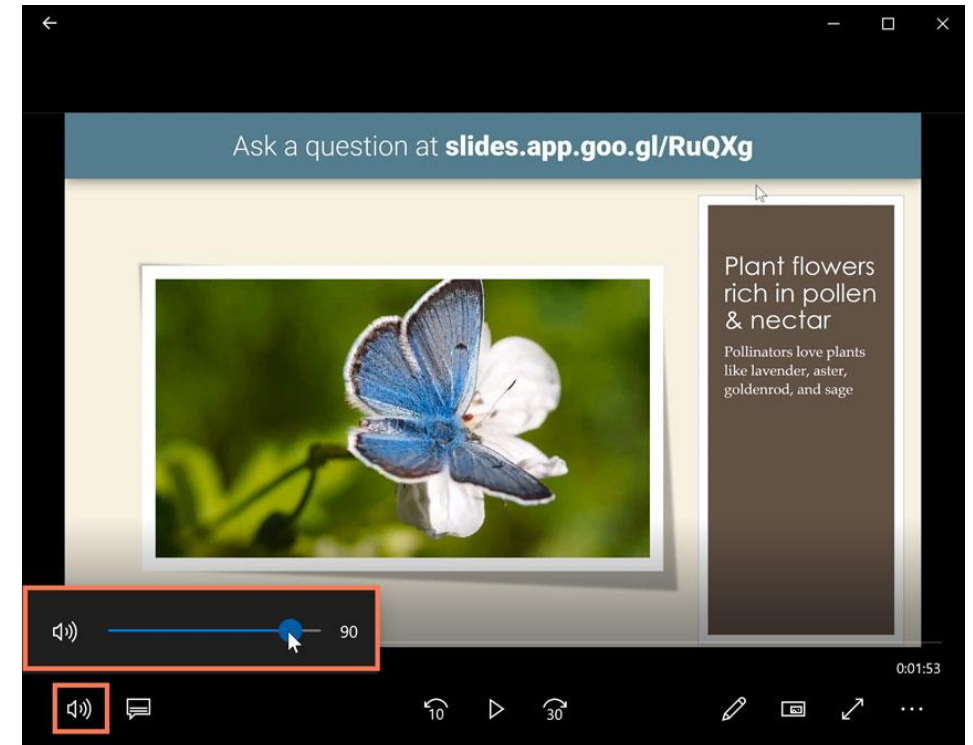 Ask a question at slides.app.goo.gl/RuQXg
Plant flowers
rich in pollen
& nectar
Pollinators love plants
like lavender, aster,
goldenrod, and sage
90
0:01:53
10
30